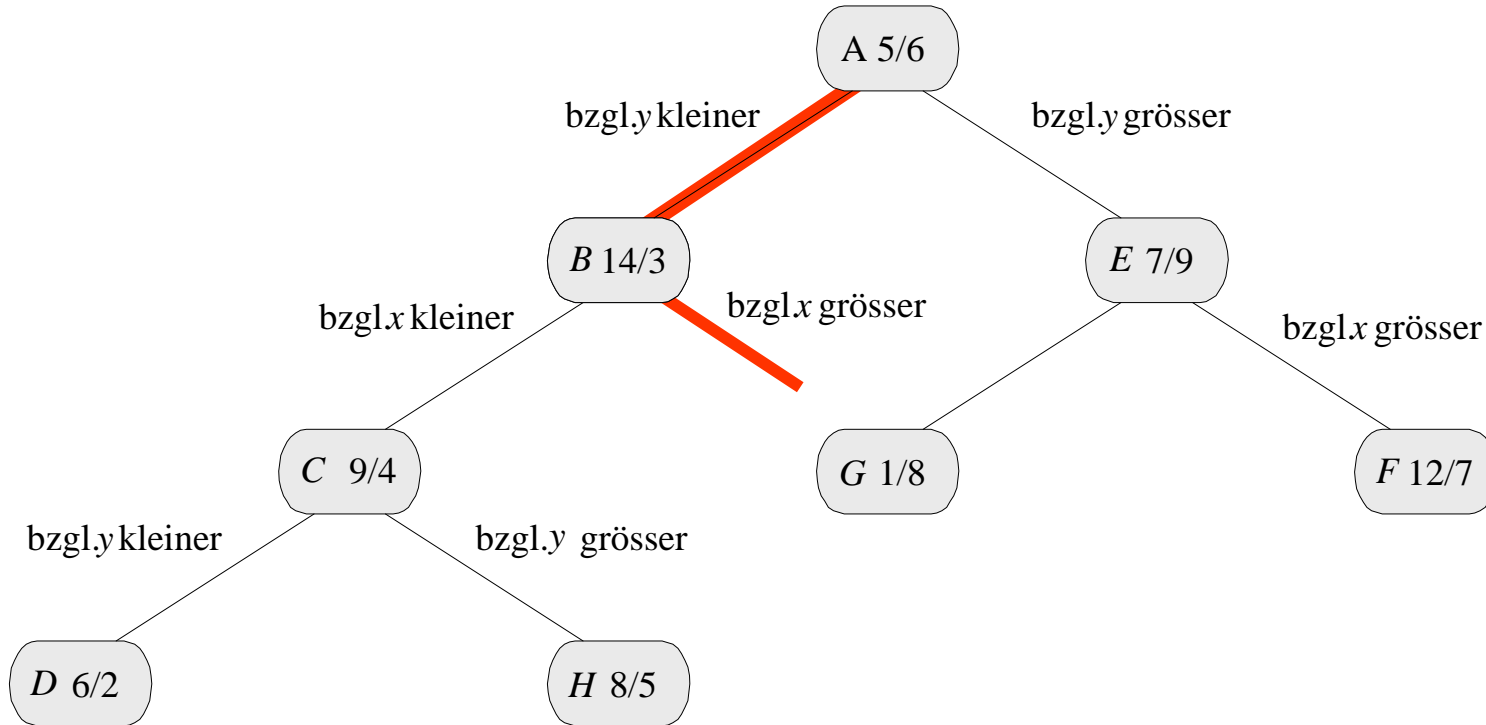 A 5/6
bzgl.y kleiner
bzgl.y grösser
B 14/3
E 7/9
bzgl.x kleiner
bzgl.x grösser
bzgl.x grösser
C 9/4
G 1/8
F 12/7
bzgl.y kleiner
bzgl.y grösser
D 6/2
H 8/5